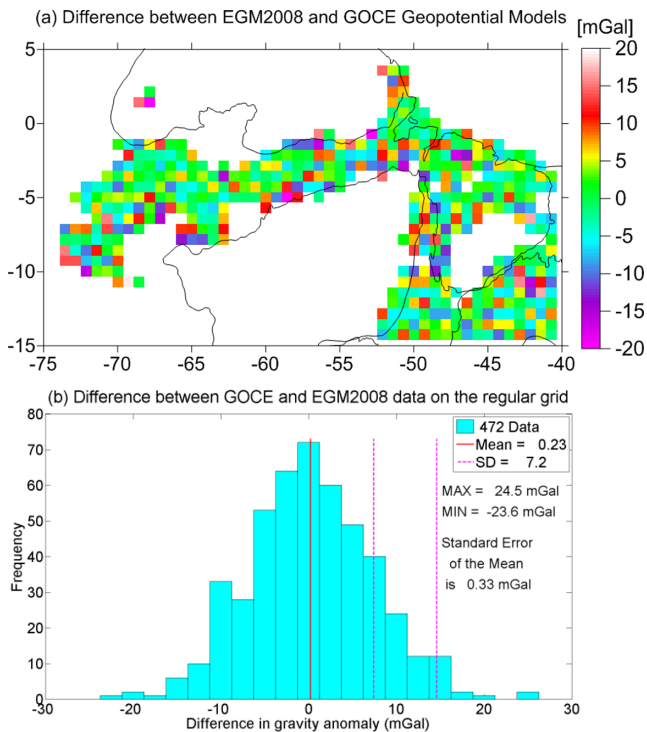 (a) Difference between EGM2008 and GOCE Geopotential Models
[mGal]
5
0
-5
-10
-15
-75
-70
-65
-60
-55
-50
-45
-40
20
15
10
5
0
-5
-10
-15
-20
(b) Difference between GOCE and EGM2008 data on the regular grid
80
70
60
50
40
30
20
10
0
Frequency
472 Data
Mean = 0.23
SD = 7.2
MAX = 24.5 mGal
MIN = -23.6 mGal
Standard Error
of the Mean
is 0.33 mGal
-30
-20
-10
0
10
20
30
Difference in gravity anomaly (mGal)